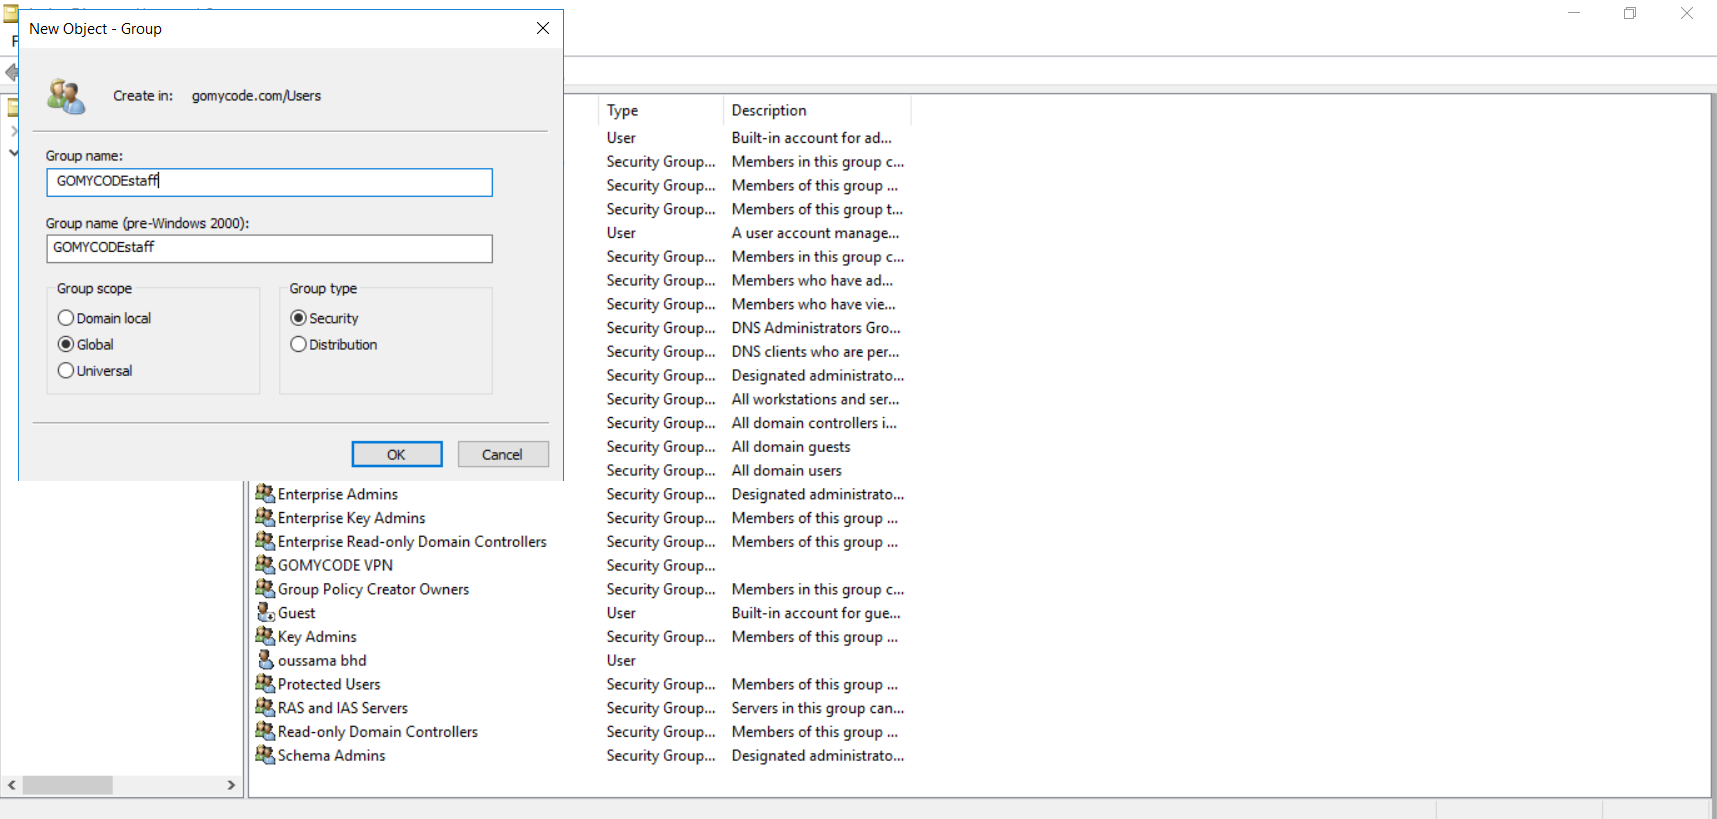 New Object - Group
Create in: gomycode.com/Users
Group name:
GOMYCODEstaff
Group name (pre-Windows 2000):
GOMYCODEstaff
Group scope
Domain local
Global
Universal
Group type
Security
Distribution
OK
Cancel
Type Description
User Built-in account for ad...
Security Group... Members in this group c...
Security Group... Members of this group ...
Security Group... Members of this group t...
User A user account manage...
Security Group... Members in this group c...
Security Group... Members who have ad...
Security Group... Members who have vie...
Security Group... DNS Administrators Gro...
Security Group... DNS clients who are per...
Security Group... Designated administrato...
Security Group... All workstations and ser...
Security Group... All domain controllers i...
Security Group... All domain guests
Security Group... All domain users
Enterprise Admins Security Group... Designated administrato...
Enterprise Key Admins Security Group... Members of this group ...
Enterprise Read-only Domain Controllers Security Group... Members of this group ...
GOMYCODE VPN Security Group...
Group Policy Creator Owners Security Group... Members in this group c...
Guest User Built-in account for gue...
Key Admins Security Group... Members of this group ...
oussama bhd User
Protected Users Security Group... Members of this group ...
RAS and IAS Servers Security Group... Servers in this group can...
Read-only Domain Controllers Security Group... Members of this group ...
Schema Admins Security Group... Designated administrato...